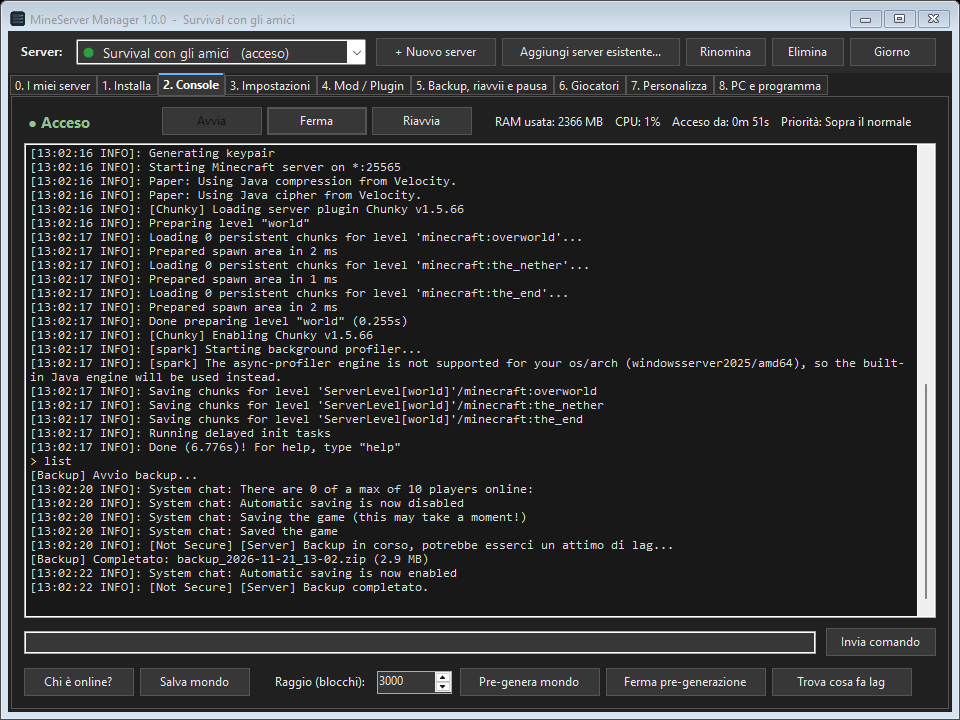 MineServer Manager 1.0.0 - Survival con gli amici
Server: Survival con gli amici (acceso) + Nuovo server Aggiungi server esistente... Rinomina Elimina Giorno
0. I miei server 1. Installa 2. Console 3. Impostazioni 4. Mod / Plugin 5. Backup, riavvii e pausa 6. Giocatori 7. Personalizza 8. PC e programma
● Acceso Avvia Ferma Riavvia RAM usata: 2366 MB CPU: 1% Acceso da: 0m 51s Priorità: Sopra il normale
[13:02:16 INFO]: Generating keypair
[13:02:16 INFO]: Starting Minecraft server on *:25565
[13:02:16 INFO]: Paper: Using Java compression from Velocity.
[13:02:16 INFO]: Paper: Using Java cipher from Velocity.
[13:02:16 INFO]: [Chunky] Loading server plugin Chunky v1.5.66
[13:02:16 INFO]: Preparing level "world"
[13:02:17 INFO]: Loading 0 persistent chunks for level 'minecraft:overworld'...
[13:02:17 INFO]: Prepared spawn area in 2 ms
[13:02:17 INFO]: Loading 0 persistent chunks for level 'minecraft:the_nether'...
[13:02:17 INFO]: Prepared spawn area in 1 ms
[13:02:17 INFO]: Loading 0 persistent chunks for level 'minecraft:the_end'...
[13:02:17 INFO]: Prepared spawn area in 2 ms
[13:02:17 INFO]: Done preparing level "world" (0.255s)
[13:02:17 INFO]: [Chunky] Enabling Chunky v1.5.66
[13:02:17 INFO]: [spark] Starting background profiler...
[13:02:17 INFO]: [spark] The async-profiler engine is not supported for your os/arch (windowsserver2025/amd64), so the built-
in Java engine will be used instead.
[13:02:17 INFO]: Saving chunks for level 'ServerLevel[world]'/minecraft:overworld
[13:02:17 INFO]: Saving chunks for level 'ServerLevel[world]'/minecraft:the_nether
[13:02:17 INFO]: Saving chunks for level 'ServerLevel[world]'/minecraft:the_end
[13:02:17 INFO]: Running delayed init tasks
[13:02:17 INFO]: Done (6.776s)! For help, type "help"
> list
[Backup] Avvio backup...
[13:02:20 INFO]: System chat: There are 0 of a max of 10 players online:
[13:02:20 INFO]: System chat: Automatic saving is now disabled
[13:02:20 INFO]: System chat: Saving the game (this may take a moment!)
[13:02:20 INFO]: System chat: Saved the game
[13:02:20 INFO]: [Not Secure] [Server] Backup in corso, potrebbe esserci un attimo di lag...
[Backup] Completato: backup_2026-11-21_13-02.zip (2.9 MB)
[13:02:22 INFO]: System chat: Automatic saving is now enabled
[13:02:22 INFO]: [Not Secure] [Server] Backup completato.
Invia comando
Chi è online? Salva mondo Raggio (blocchi): 3000 Pre-genera mondo Ferma pre-generazione Trova cosa fa lag